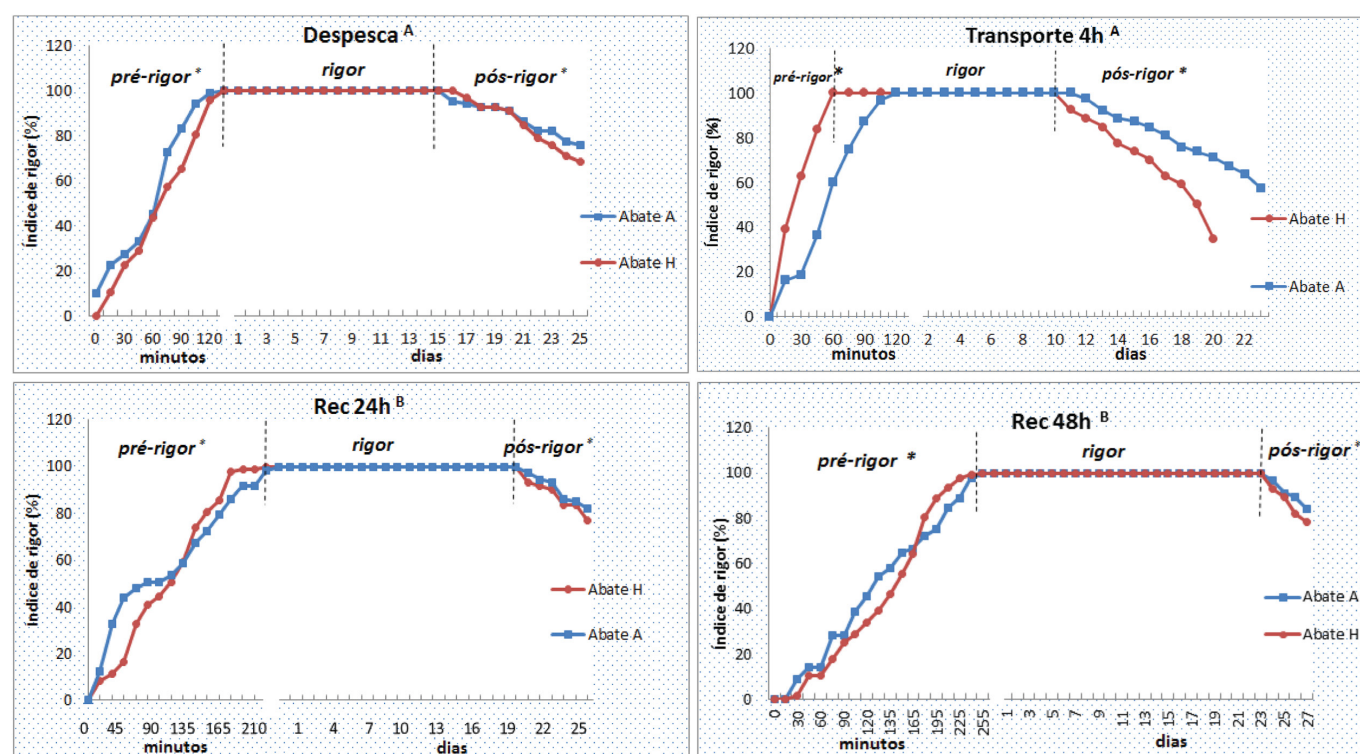 Despesca A
pré-rigor * rigor pós-rigor *
Índice de rigor (%)
120
100
80
60
40
20
0
Abate A
Abate H
0 30 60 90 120 1 3 5 7 9 11 13 15 17 19 21 23 25
minutos dias
Transporte 4h A
pré-rigor * rigor pós-rigor *
Índice de rigor (%)
120
100
80
60
40
20
0
Abate H
Abate A
0 30 60 90 120 2 4 6 8 10 12 14 16 18 20 22
minutos dias
Rec 24h B
pré-rigor * rigor pós-rigor *
Índice de rigor (%)
120
100
80
60
40
20
0
Abate H
Abate A
0 45 90 135 165 210 1 4 7 10 13 16 19 22 25
minutos dias
Rec 48h B
pré-rigor * rigor pós-rigor *
Índice de rigor (%)
120
100
80
60
40
20
0
Abate A
Abate H
0 30 60 90 120 135 165 195 225 255 1 3 5 7 9 11 13 15 17 19 21 23 25 27
minutos dias